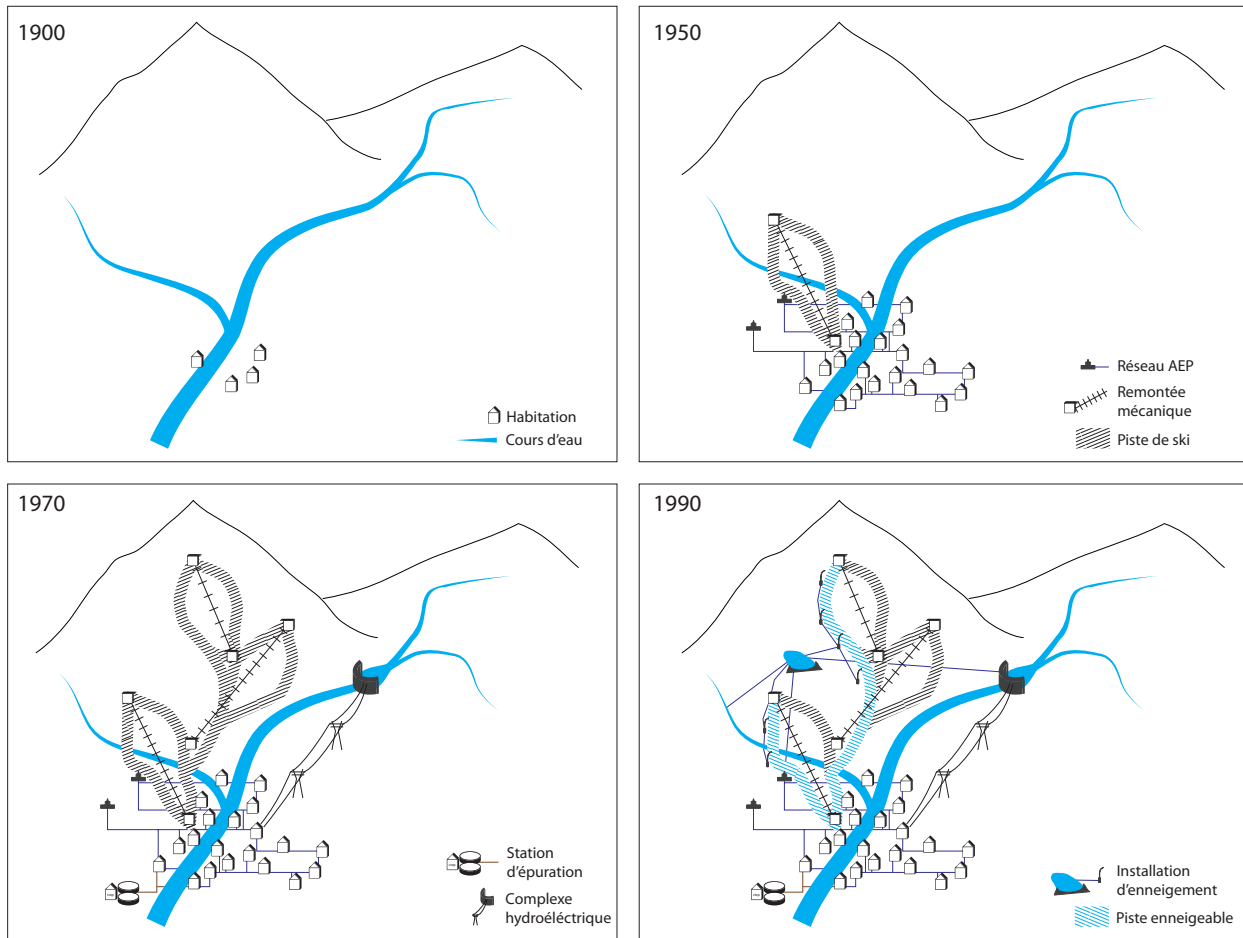 1900
Habitation
Cours d'eau
1950
Réseau AEP
Remontée
mécanique
Piste de ski
1970
Station
d'épuration
Complexe
hydroéléctrique
1990
Installation
d'enneigement
Piste enneigeable